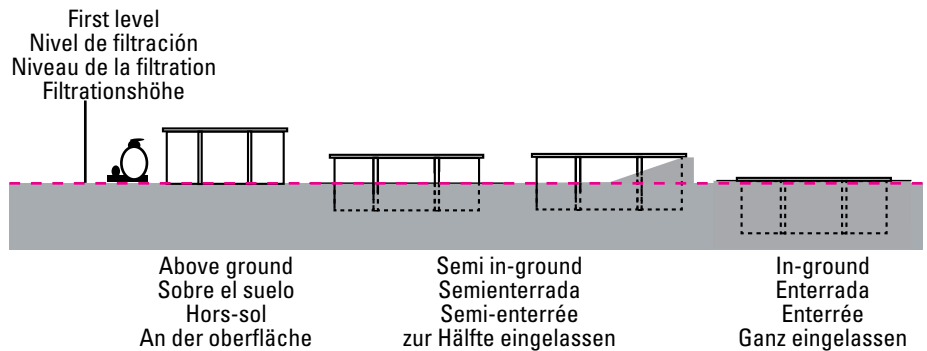 First level
Nivel de filtración
Niveau de la filtration
Filtrationshöhe
Above ground
Sobre el suelo
Hors-sol
An der oberfläche
Semi in-ground
Semienterrada
Semi-enterrée
zur Hälfte eingelassen
In-ground
Enterrada
Enterrée
Ganz eingelassen